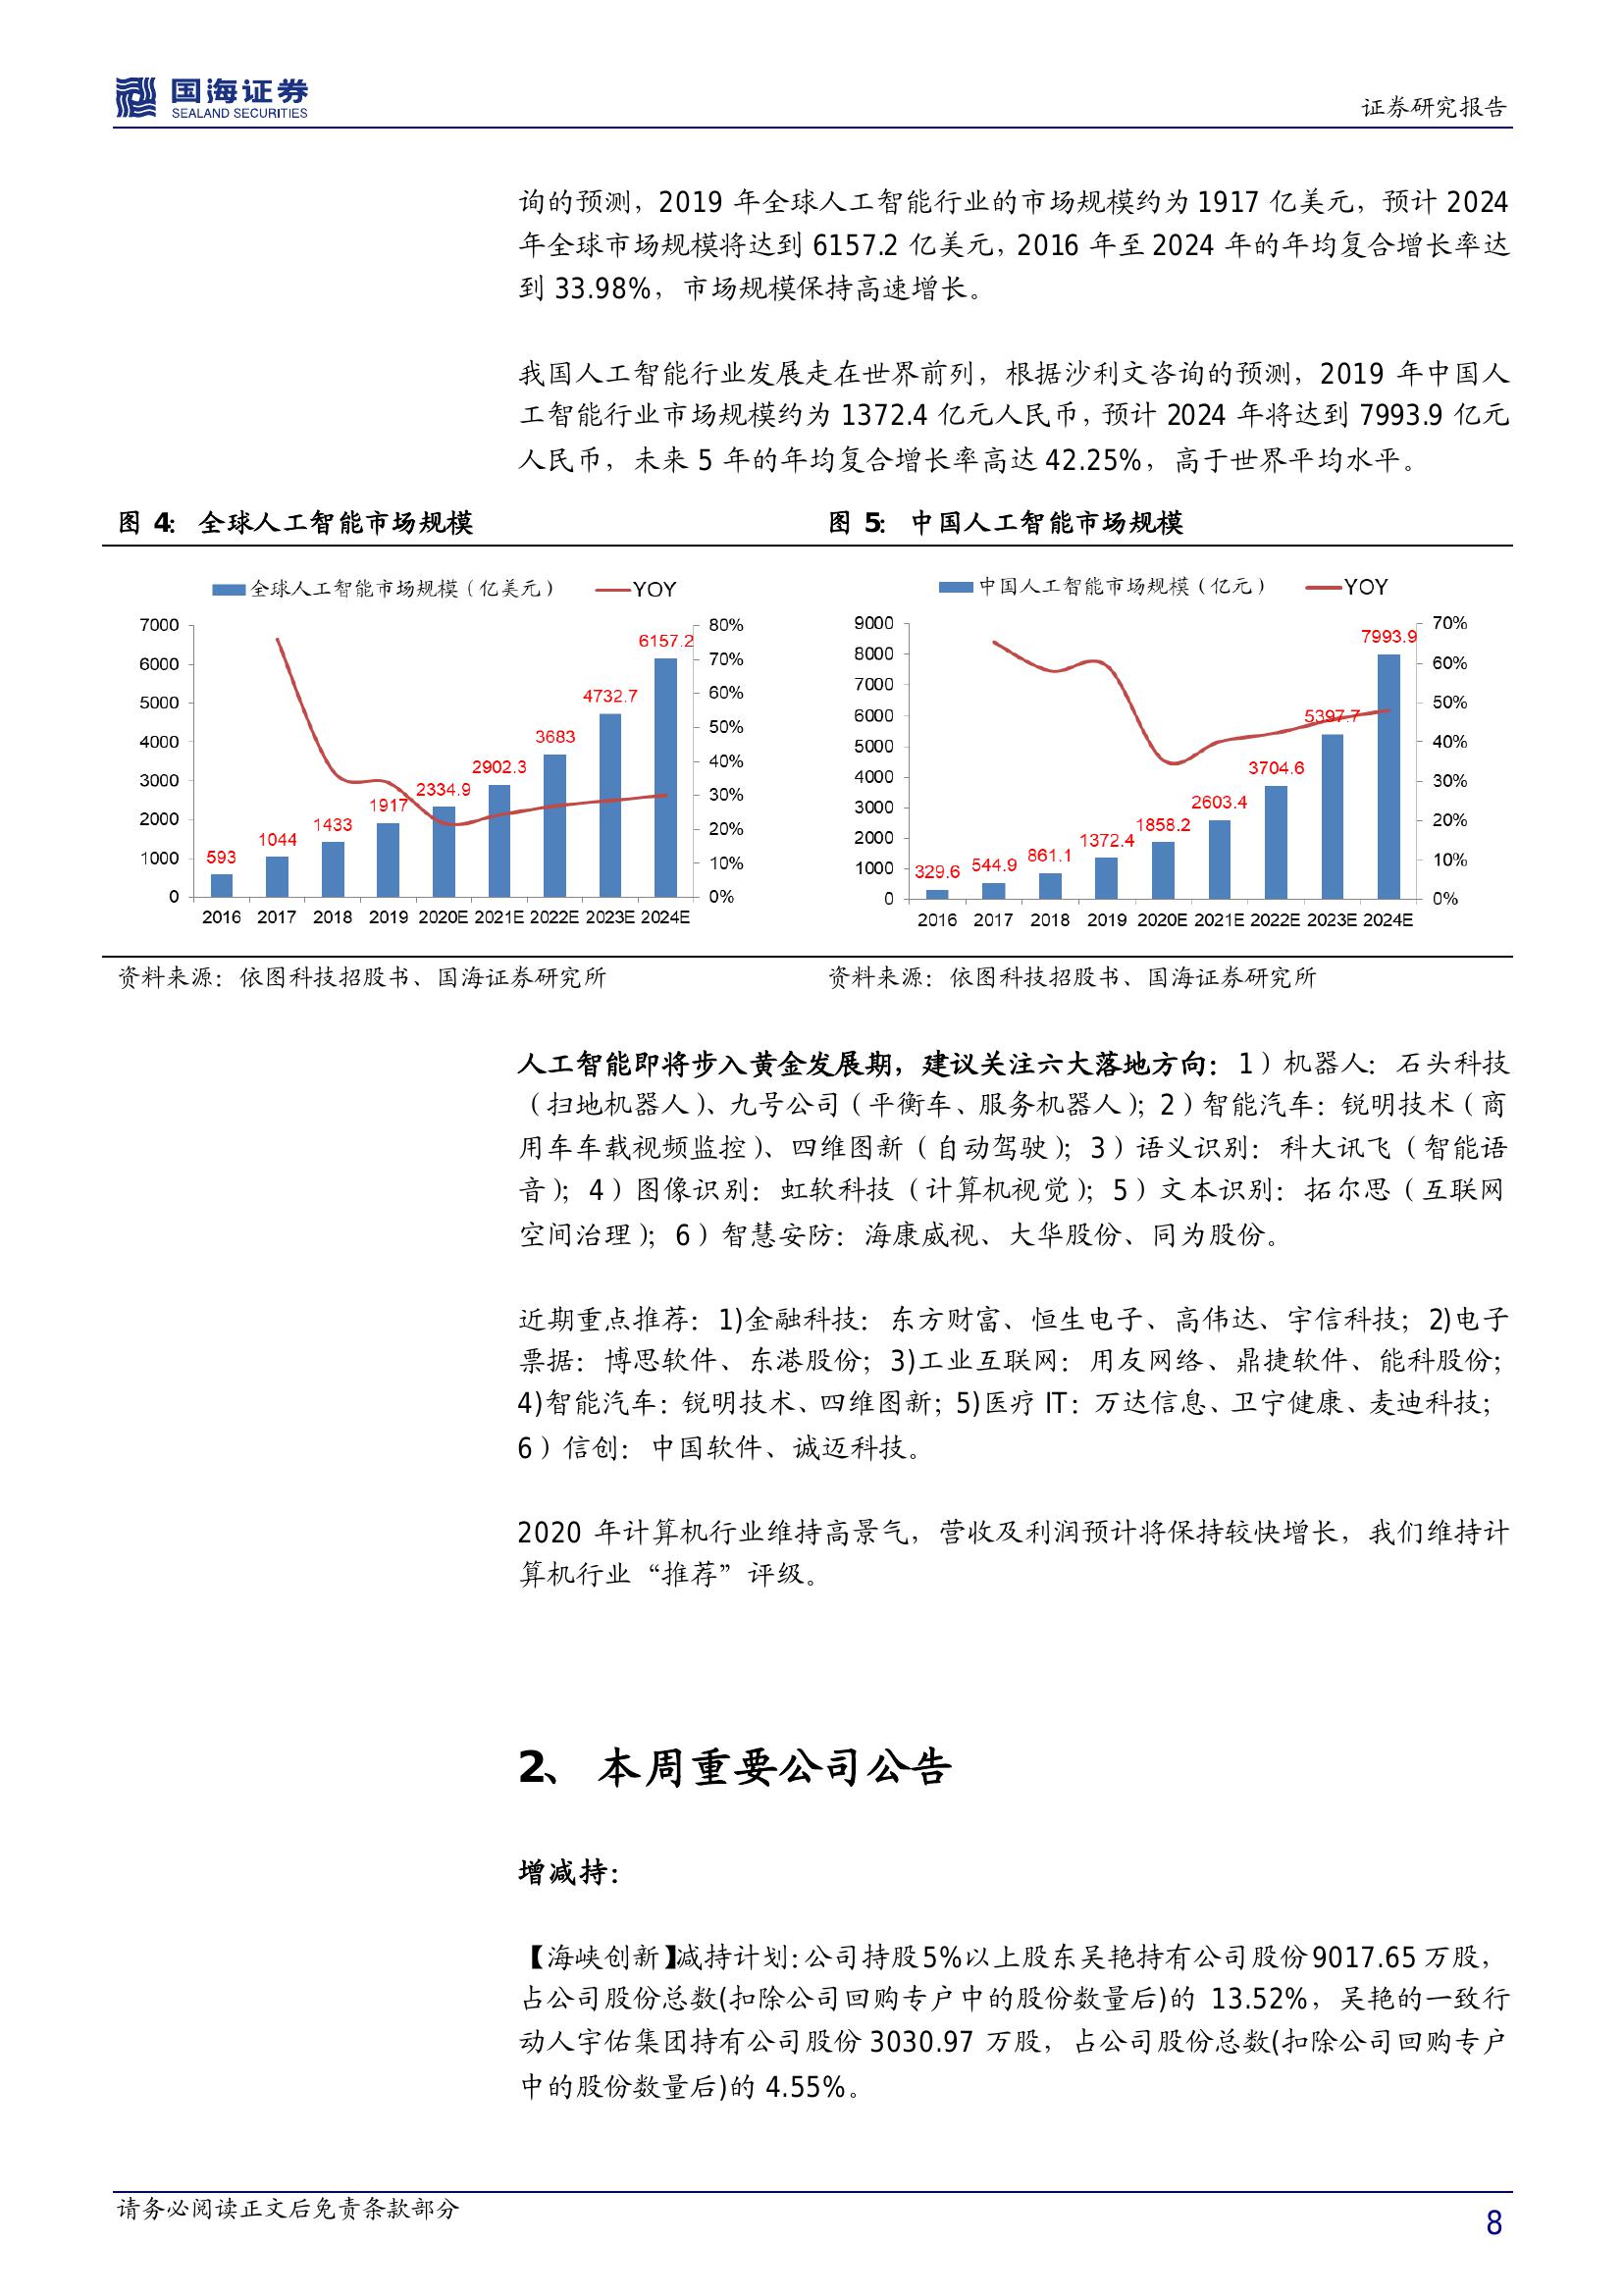 国海证券
SEALAND SECURITIES
证券研究报告
询的预测，2019 年全球人工智能行业的市场规模约为 1917 亿美元，预计 2024
年全球市场规模将达到 6157.2 亿美元，2016 年至 2024 年的年均复合增长率达
到 33.98%，市场规模保持高速增长。
我国人工智能行业发展走在世界前列，根据沙利文咨询的预测，2019 年中国人
工智能行业市场规模约为 1372.4 亿元人民币，预计 2024 年将达到 7993.9 亿元
人民币，未来 5 年的年均复合增长率高达 42.25%，高于世界平均水平。
图 4：全球人工智能市场规模
全球人工智能市场规模（亿美元） YOY
7000
6000
5000
4000
3000
2000
1000
0
593
1044
1433
1917
2334.9
2902.3
3683
4732.7
6157.2
80%
70%
60%
50%
40%
30%
20%
10%
0%
2016 2017 2018 2019 2020E 2021E 2022E 2023E 2024E
资料来源：依图科技招股书、国海证券研究所
图 5：中国人工智能市场规模
中国人工智能市场规模（亿元） YOY
9000
8000
7000
6000
5000
4000
3000
2000
1000
0
329.6
544.9
861.1
1372.4
1858.2
2603.4
3704.6
5397.7
7993.9
70%
60%
50%
40%
30%
20%
10%
0%
2016 2017 2018 2019 2020E 2021E 2022E 2023E 2024E
资料来源：依图科技招股书、国海证券研究所
人工智能即将步入黄金发展期，建议关注六大落地方向：1）机器人：石头科技
（扫地机器人）、九号公司（平衡车、服务机器人）；2）智能汽车：锐明技术（商
用车车载视频监控）、四维图新（自动驾驶）；3）语义识别：科大讯飞（智能语
音）；4）图像识别：虹软科技（计算机视觉）；5）文本识别：拓尔思（互联网
空间治理）；6）智慧安防：海康威视、大华股份、同为股份。
近期重点推荐：1)金融科技：东方财富、恒生电子、高伟达、宇信科技；2)电子
票据：博思软件、东港股份；3)工业互联网：用友网络、鼎捷软件、能科股份；
4)智能汽车：锐明技术、四维图新；5)医疗 IT：万达信息、卫宁健康、麦迪科技；
6）信创：中国软件、诚迈科技。
2020 年计算机行业维持高景气，营收及利润预计将保持较快增长，我们维持计
算机行业“推荐”评级。
2、 本周重要公司公告
增减持：
【海峡创新】减持计划：公司持股 5%以上股东吴艳持有公司股份 9017.65 万股，
占公司股份总数(扣除公司回购专户中的股份数量后)的 13.52%，吴艳的一致行
动人宇佑集团持有公司股份 3030.97 万股，占公司股份总数(扣除公司回购专户
中的股份数量后)的 4.55%。
请务必阅读正文后免责条款部分
8